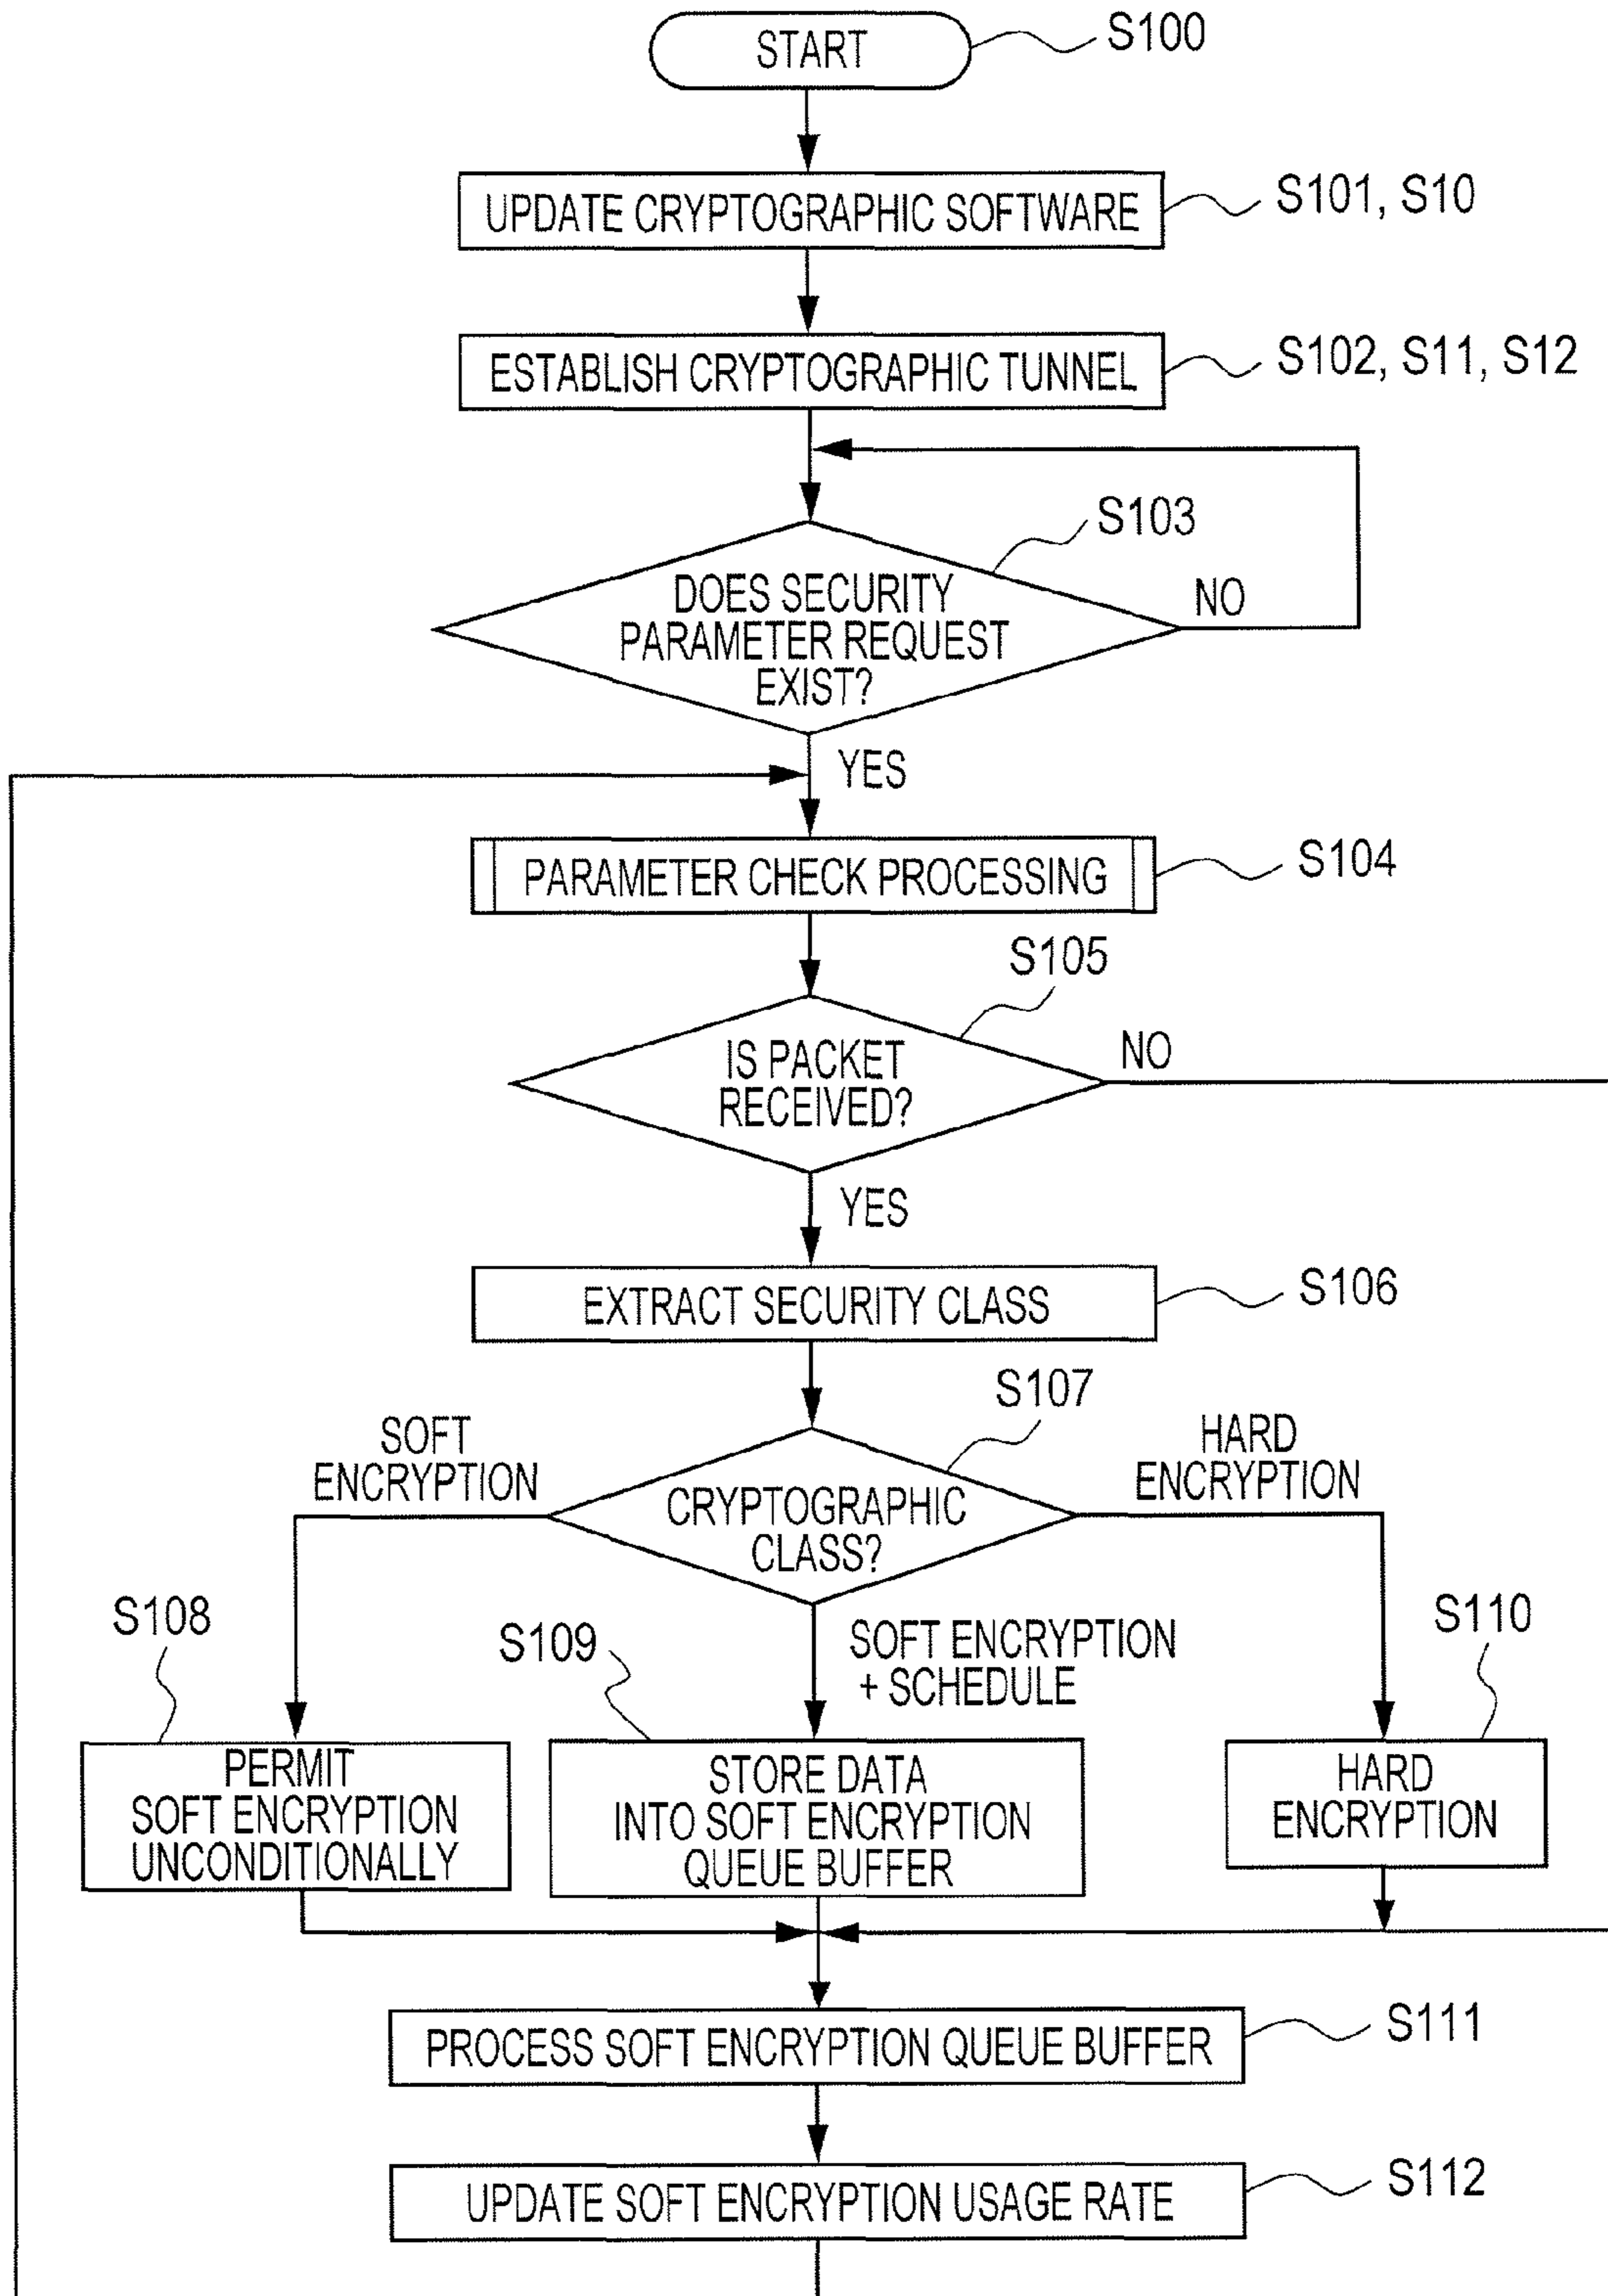 START
S100
UPDATE CRYPTOGRAPHIC SOFTWARE
S101, S10
ESTABLISH CRYPTOGRAPHIC TUNNEL
S102, S11, S12
S103
DOES SECURITY
PARAMETER REQUEST
EXIST?
NO
YES
PARAMETER CHECK PROCESSING
S104
S105
IS PACKET
RECEIVED?
NO
YES
EXTRACT SECURITY CLASS
S106
S107
SOFT
ENCRYPTION
CRYPTOGRAPHIC
CLASS?
HARD
ENCRYPTION
S108
S109
SOFT ENCRYPTION
+ SCHEDULE
S110
PERMIT
SOFT ENCRYPTION
UNCONDITIONALLY
STORE DATA
INTO SOFT ENCRYPTION
QUEUE BUFFER
HARD
ENCRYPTION
PROCESS SOFT ENCRYPTION QUEUE BUFFER
S111
UPDATE SOFT ENCRYPTION USAGE RATE
S112